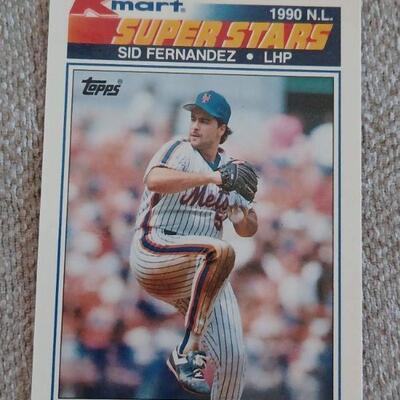 Kmart®
1990 N.L.
SUPER STARS
SID FERNANDEZ • LHP
Topps®
Mets